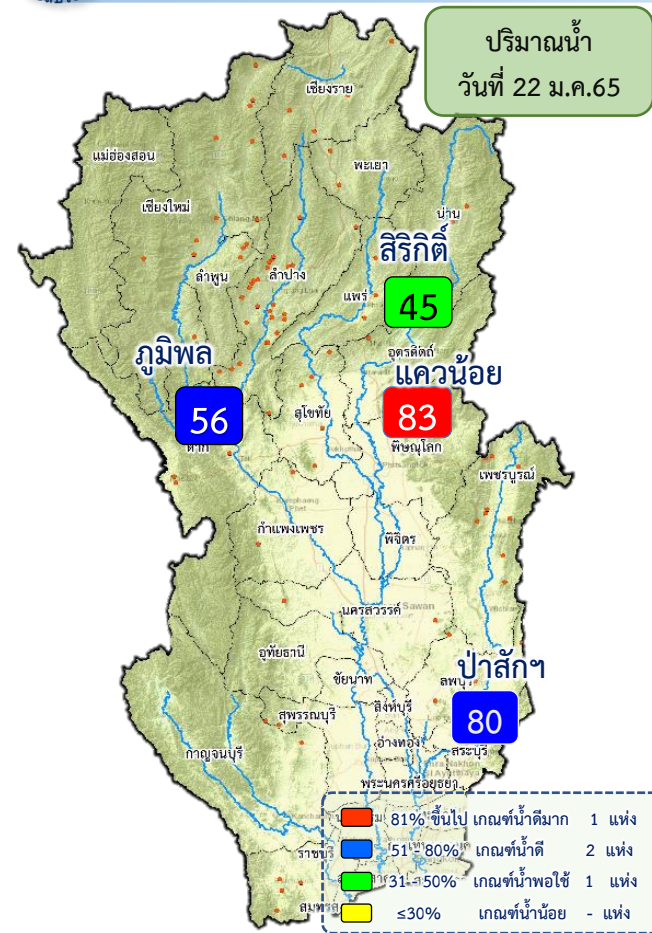 ปริมาณน้ำ
วันที่ 22 ม.ค.65
เชียงราย
แม่ฮ่องสอน
พะเยา
เชียงใหม่
น่าน
สิริกิติ์
ลำพูน
ลำปาง
แพร่
45
ภูมิพล
อุตรดิตถ์
แควน้อย
56
สุโขทัย
83
ตาก
พิษณุโลก
เพชรบูรณ์
กำแพงเพชร
พิจิตร
นครสวรรค์
Sawan
อุทัยธานี
ป่าสักฯ
ชัยนาท
ลพบุรี
สิงห์บุรี
สุพรรณบุรี
80
อ่างทอง
สระบุรี
กาญจนบุรี
พระนครศรีอยุธยา
81% ขึ้นไป เกณฑ์น้ำดีมาก 1 แห่ง
51 - 80% เกณฑ์น้ำดี 2 แห่ง
ราชบุรี
31 - 50% เกณฑ์น้ำพอใช้ 1 แห่ง
≤30% เกณฑ์น้ำน้อย - แห่ง